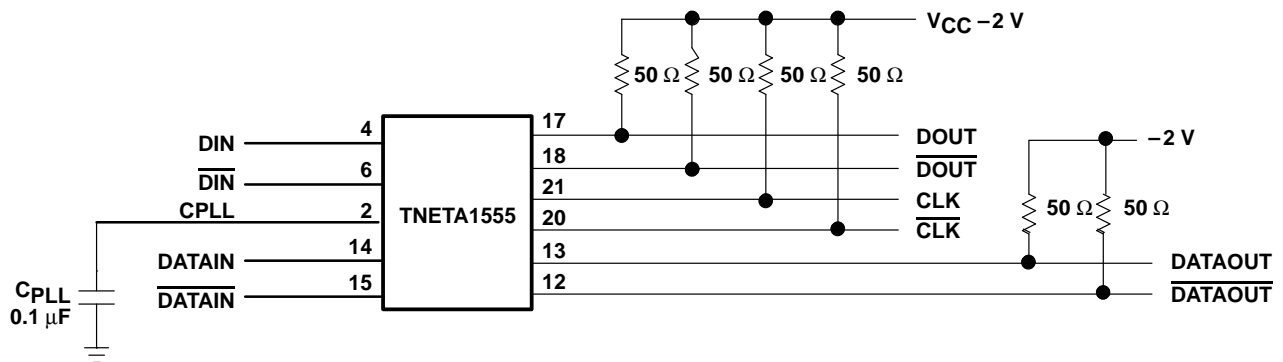 VCC –2 V
50 Ω 50 Ω 50 Ω 50 Ω
DIN 4
DIN 6
CPLL 2
DATAIN 14
DATAIN 15
TNETA1555
17 DOUT
18 DOUT
21 CLK
20 CLK
13 DATAOUT
12 DATAOUT
–2 V
50 Ω 50 Ω
CPLL
0.1 µF